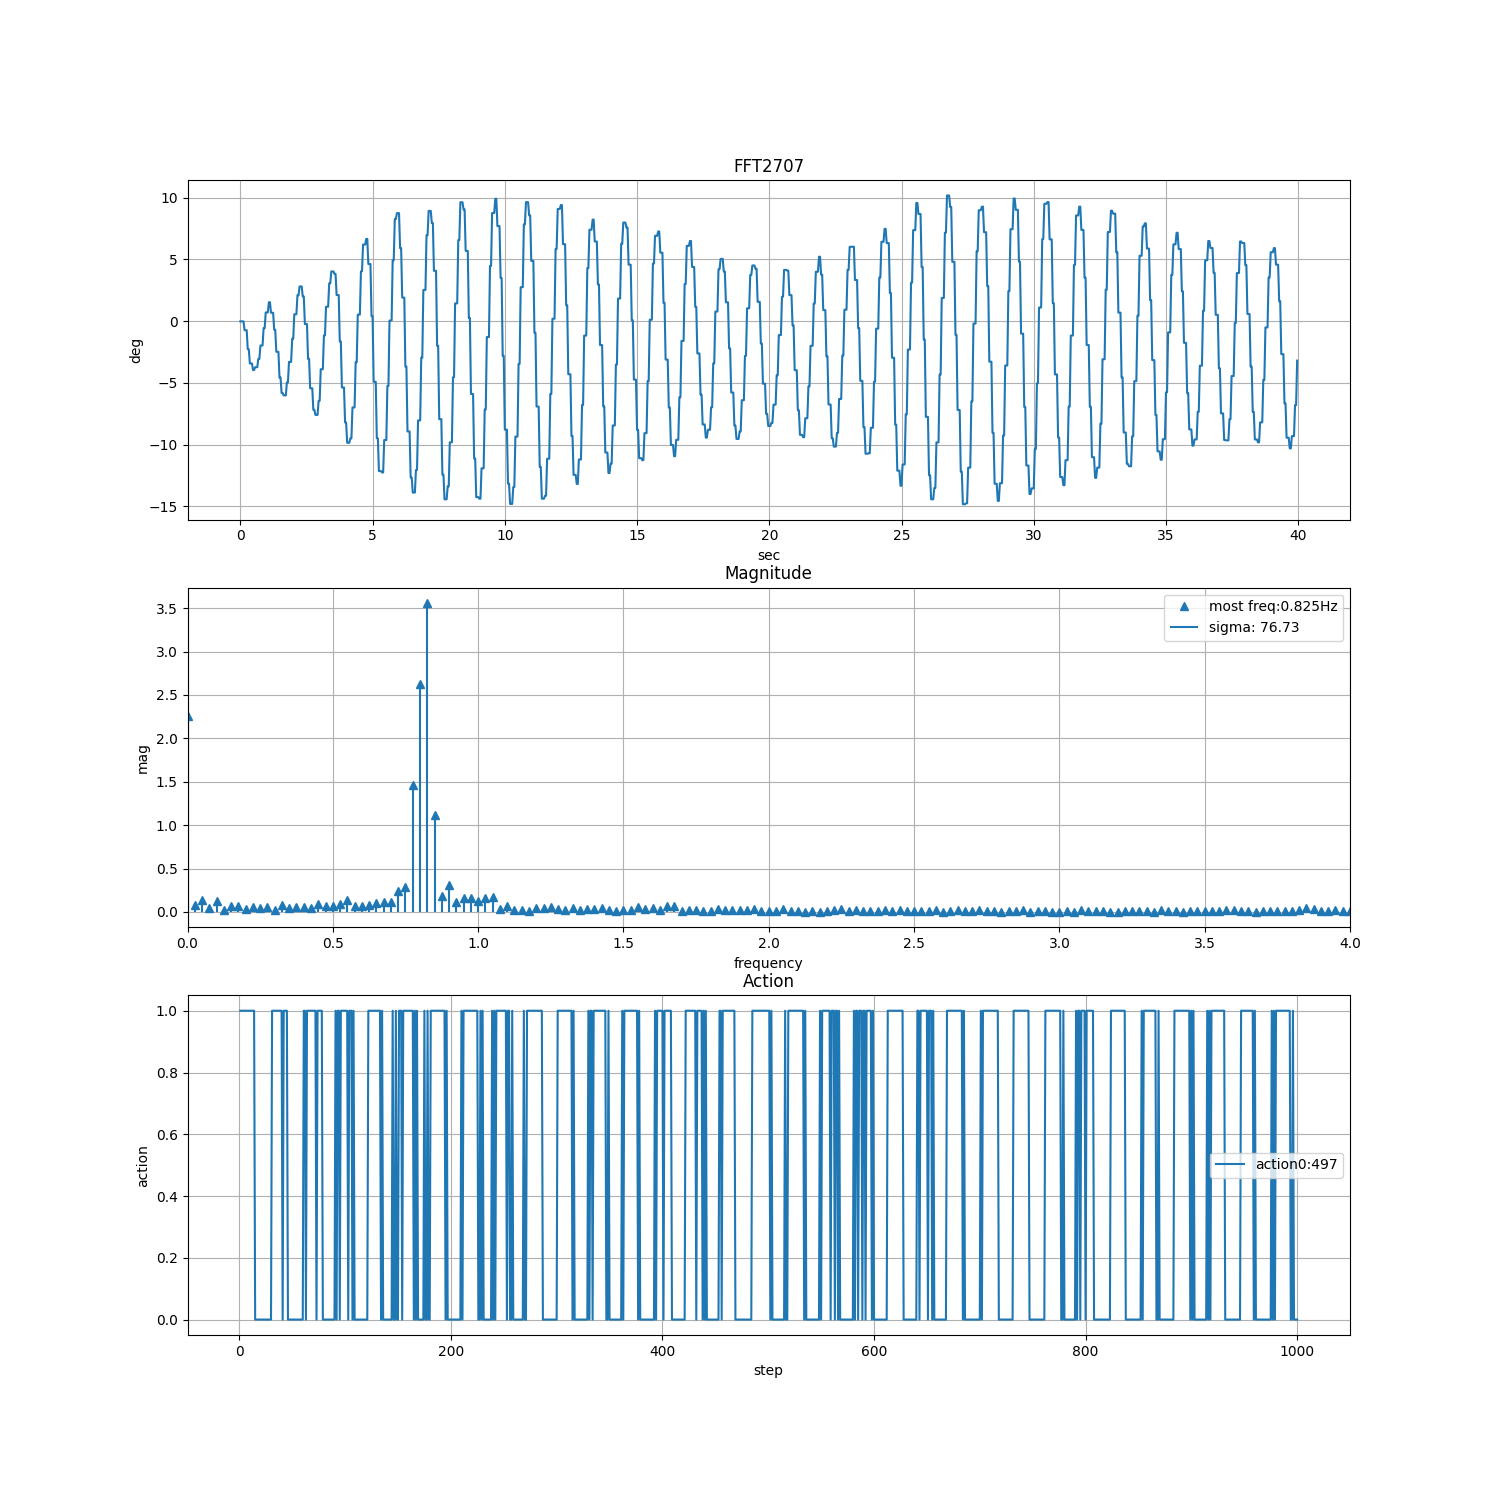 FFT2707
10
5
0
−5
−10
−15
deg
0 5 10 15 20 25 30 35 40
sec
Magnitude
3.5
3.0
2.5
2.0
1.5
1.0
0.5
0.0
mag
most freq:0.825Hz
sigma: 76.73
0.0 0.5 1.0 1.5 2.0 2.5 3.0 3.5 4.0
frequency
Action
1.0
0.8
0.6
0.4
0.2
0.0
action
action0:497
0 200 400 600 800 1000
step